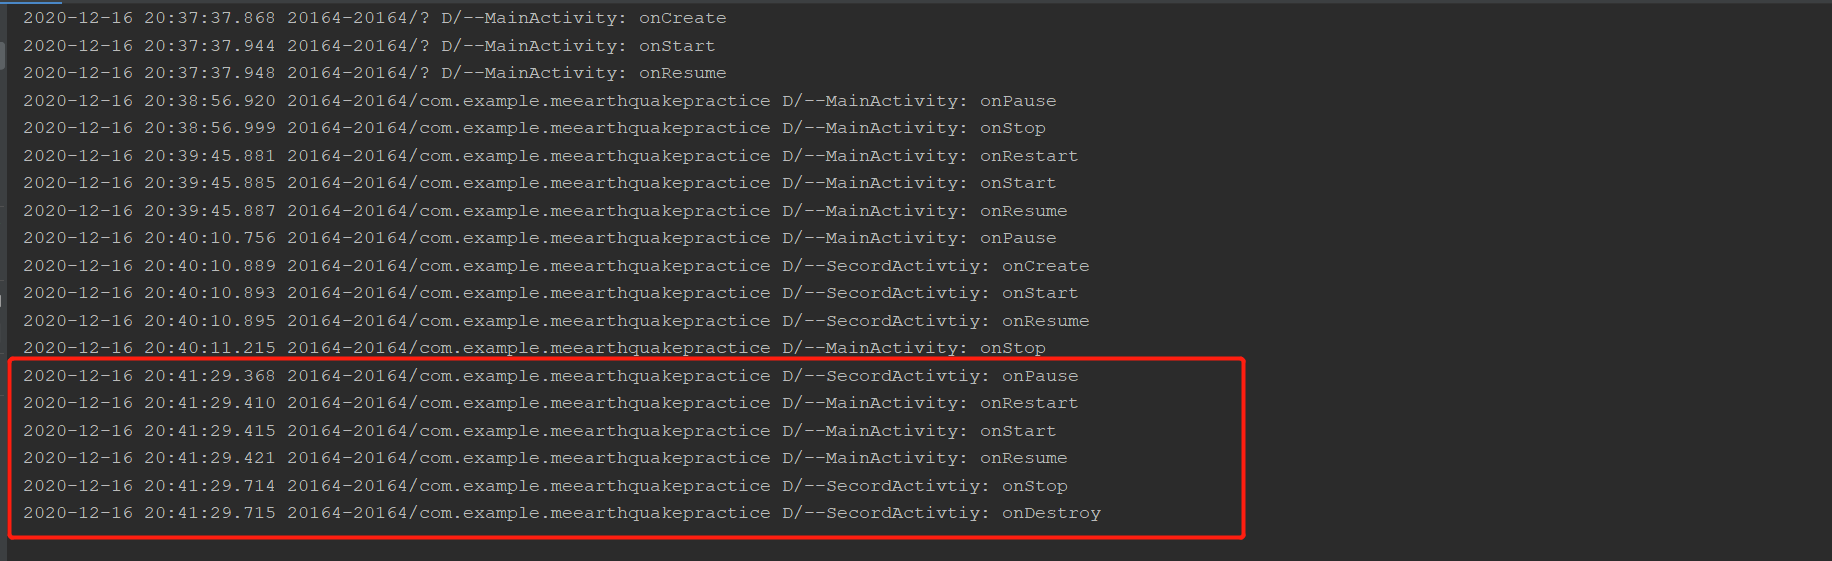 2020-12-16 20:37:37.868 20164-20164/? D/--MainActivity: onCreate
2020-12-16 20:37:37.944 20164-20164/? D/--MainActivity: onStart
2020-12-16 20:37:37.948 20164-20164/? D/--MainActivity: onResume
2020-12-16 20:38:56.920 20164-20164/com.example.meearthquakepractice D/--MainActivity: onPause
2020-12-16 20:38:56.999 20164-20164/com.example.meearthquakepractice D/--MainActivity: onStop
2020-12-16 20:39:45.881 20164-20164/com.example.meearthquakepractice D/--MainActivity: onRestart
2020-12-16 20:39:45.885 20164-20164/com.example.meearthquakepractice D/--MainActivity: onStart
2020-12-16 20:39:45.887 20164-20164/com.example.meearthquakepractice D/--MainActivity: onResume
2020-12-16 20:40:10.756 20164-20164/com.example.meearthquakepractice D/--MainActivity: onPause
2020-12-16 20:40:10.889 20164-20164/com.example.meearthquakepractice D/--SecordActivtiy: onCreate
2020-12-16 20:40:10.893 20164-20164/com.example.meearthquakepractice D/--SecordActivtiy: onStart
2020-12-16 20:40:10.895 20164-20164/com.example.meearthquakepractice D/--SecordActivtiy: onResume
2020-12-16 20:40:11.215 20164-20164/com.example.meearthquakepractice D/--MainActivity: onStop
2020-12-16 20:41:29.368 20164-20164/com.example.meearthquakepractice D/--SecordActivtiy: onPause
2020-12-16 20:41:29.410 20164-20164/com.example.meearthquakepractice D/--MainActivity: onRestart
2020-12-16 20:41:29.415 20164-20164/com.example.meearthquakepractice D/--MainActivity: onStart
2020-12-16 20:41:29.421 20164-20164/com.example.meearthquakepractice D/--MainActivity: onResume
2020-12-16 20:41:29.714 20164-20164/com.example.meearthquakepractice D/--SecordActivtiy: onStop
2020-12-16 20:41:29.715 20164-20164/com.example.meearthquakepractice D/--SecordActivtiy: onDestroy